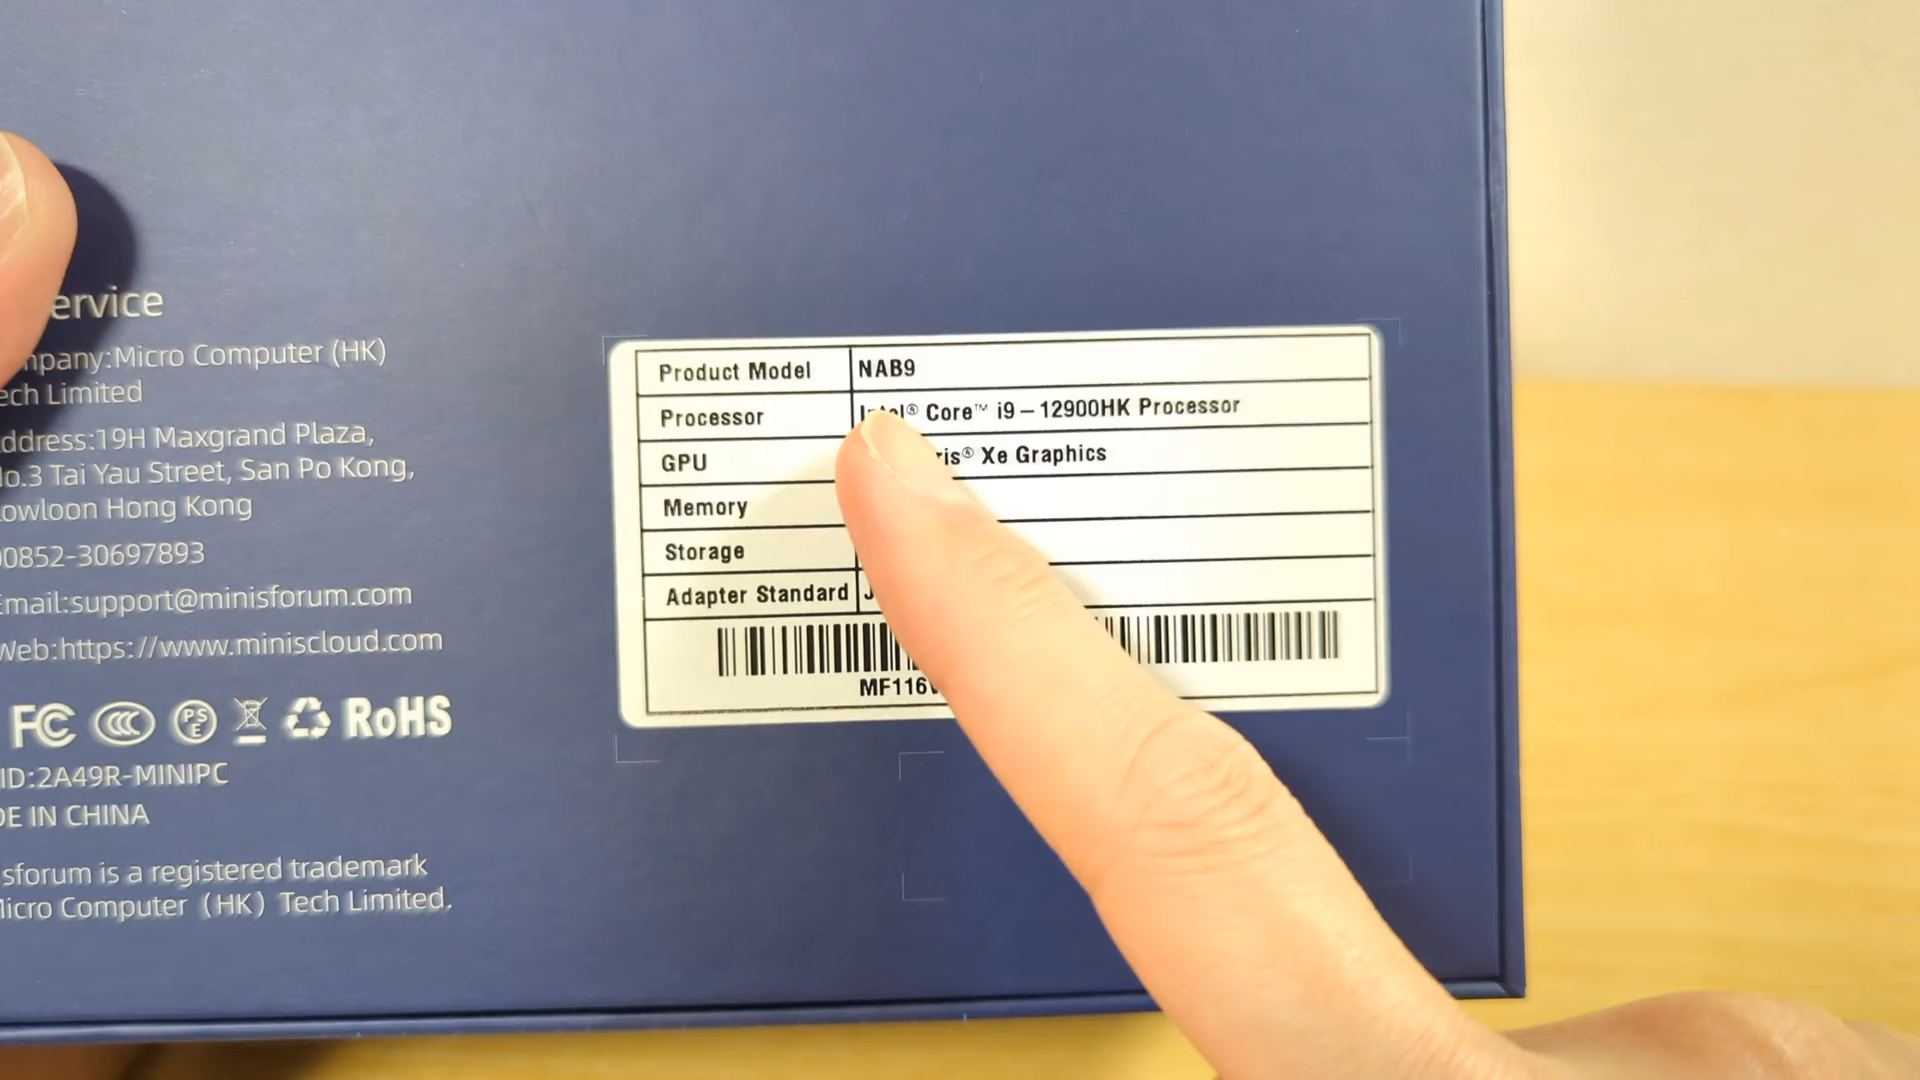 ervice
mpany:Micro Computer (HK)
ech Limited
ddress:19H Maxgrand Plaza,
No.3 Tai Yau Street, San Po Kong,
owloon Hong Kong
00852-30697893
Email:support@minisforum.com
Web:https://www.miniscloud.com
FC CCC PSE RoHS
ID:2A49R-MINIPC
DE IN CHINA
sforum is a registered trademark
Micro Computer (HK) Tech Limited.
Product Model NAB9
Processor Intel® Core™ i9-12900HK Processor
GPU ris® Xe Graphics
Memory
Storage
Adapter Standard J
MF116